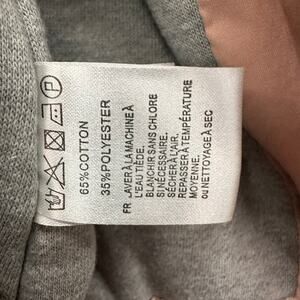 P
65%COTTON
35%POLYESTER
FR LAVER À LA MACHINE À
L'EAU TIÈDE.
BLANCHIR SANS CHLORE
SI NÉCESSAIRE.
SÉCHER À L'AIR.
REPASSER À TEMPÉRATURE
MOYENNE.
OU NETTOYAGE À SEC